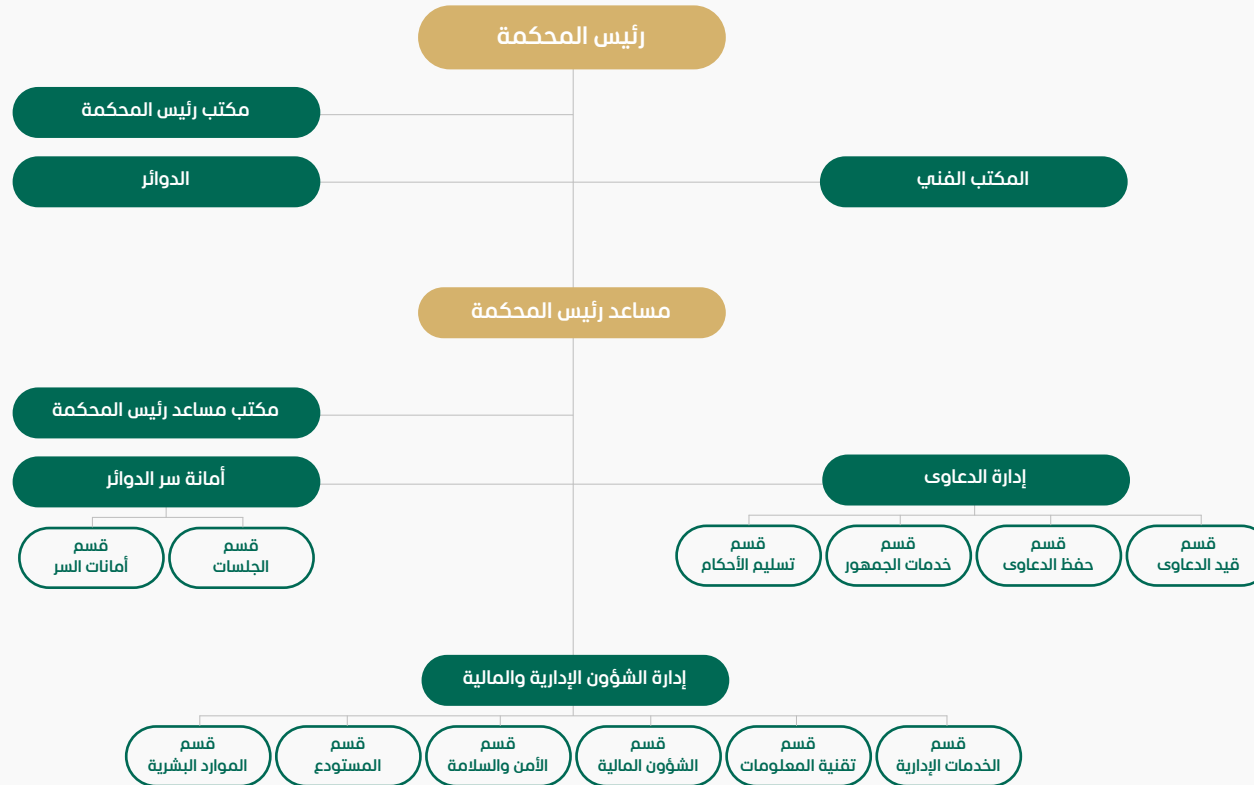 رئيس المحكمة
مكتب رئيس المحكمة
المكتب الفني
الدوائر
مساعد رئيس المحكمة
مكتب مساعد رئيس المحكمة
إدارة الدعاوى
أمانة سر الدوائر
قسم
قيد الدعاوى
قسم
حفظ الدعاوى
قسم
خدمات الجمهور
قسم
تسليم الأحكام
قسم
الجلسات
قسم
أمانات السر
إدارة الشؤون الإدارية والمالية
قسم
الخدمات الإدارية
قسم
تقنية المعلومات
قسم
الشؤون المالية
قسم
الأمن والسلامة
قسم
المستودع
قسم
الموارد البشرية